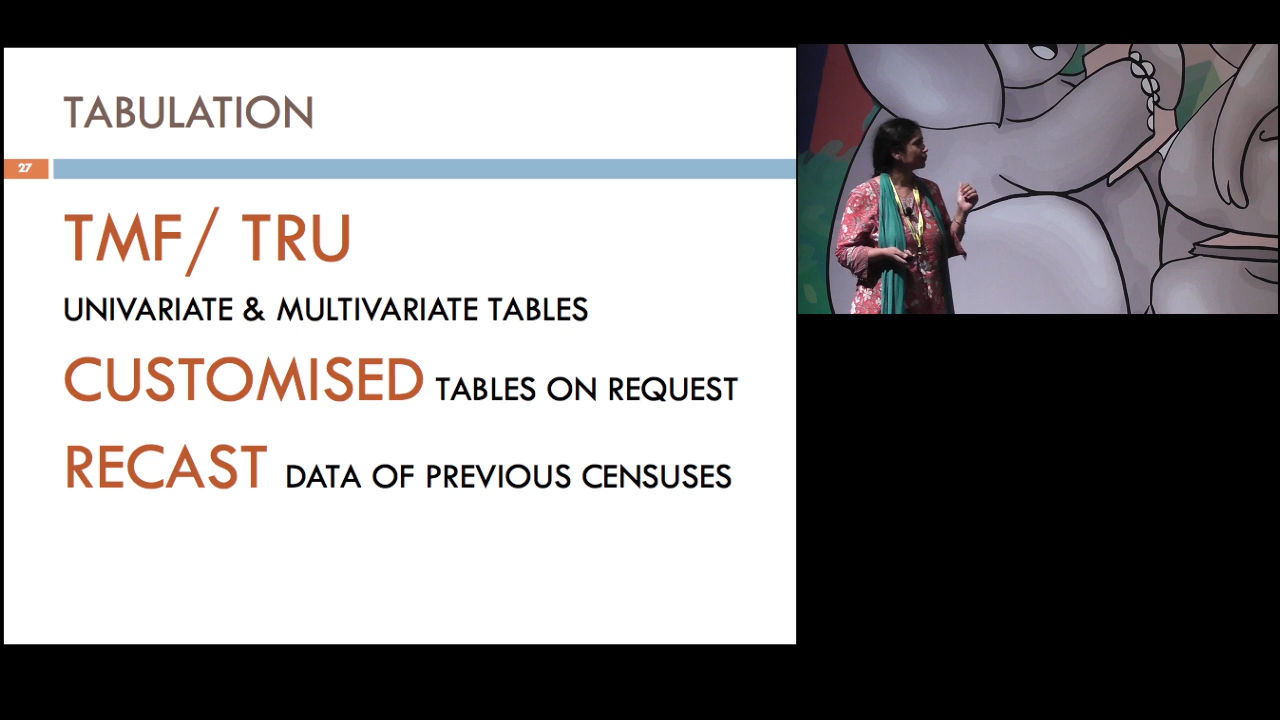 TABULATION
27
TMF/ TRU
UNIVARIATE & MULTIVARIATE TABLES
CUSTOMISED TABLES ON REQUEST
RECAST DATA OF PREVIOUS CENSUSES